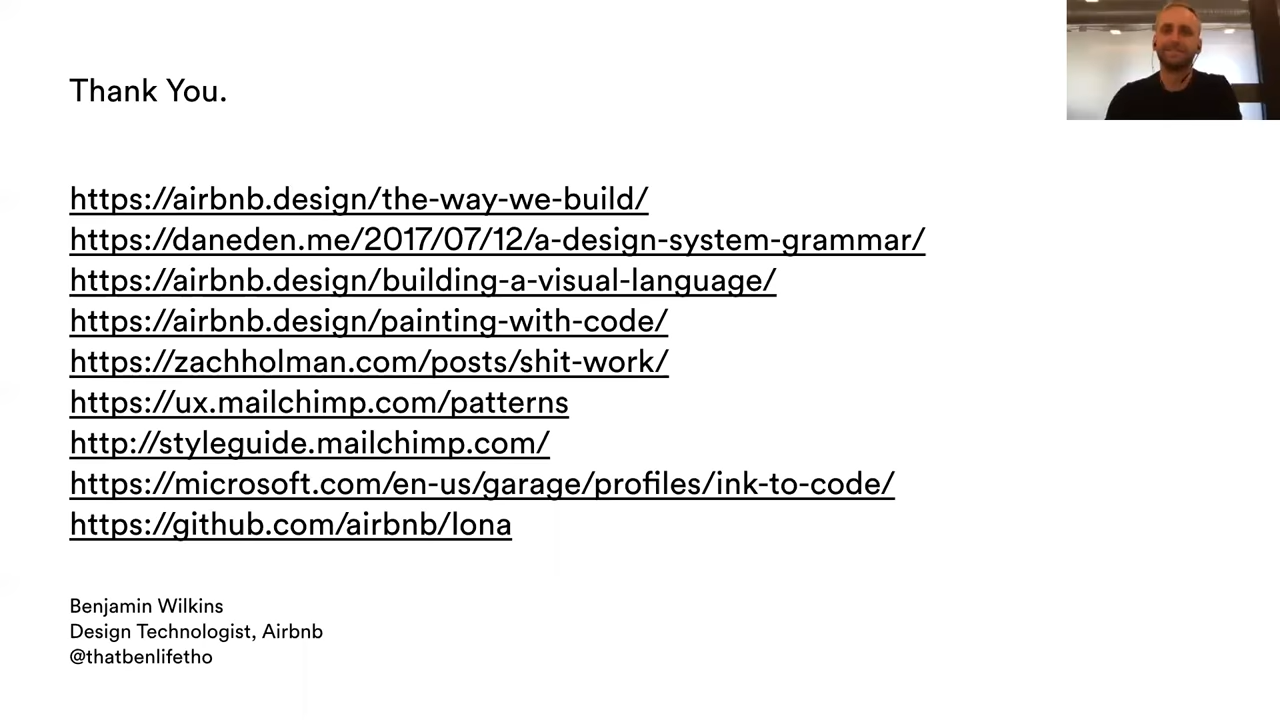 Thank You.
https://airbnb.design/the-way-we-build/
https://daneden.me/2017/07/12/a-design-system-grammar/
https://airbnb.design/building-a-visual-language/
https://airbnb.design/painting-with-code/
https://zachholman.com/posts/shit-work/
https://ux.mailchimp.com/patterns
http://styleguide.mailchimp.com/
https://microsoft.com/en-us/garage/profiles/ink-to-code/
https://github.com/airbnb/lona
Benjamin Wilkins
Design Technologist, Airbnb
@thatbenlifetho